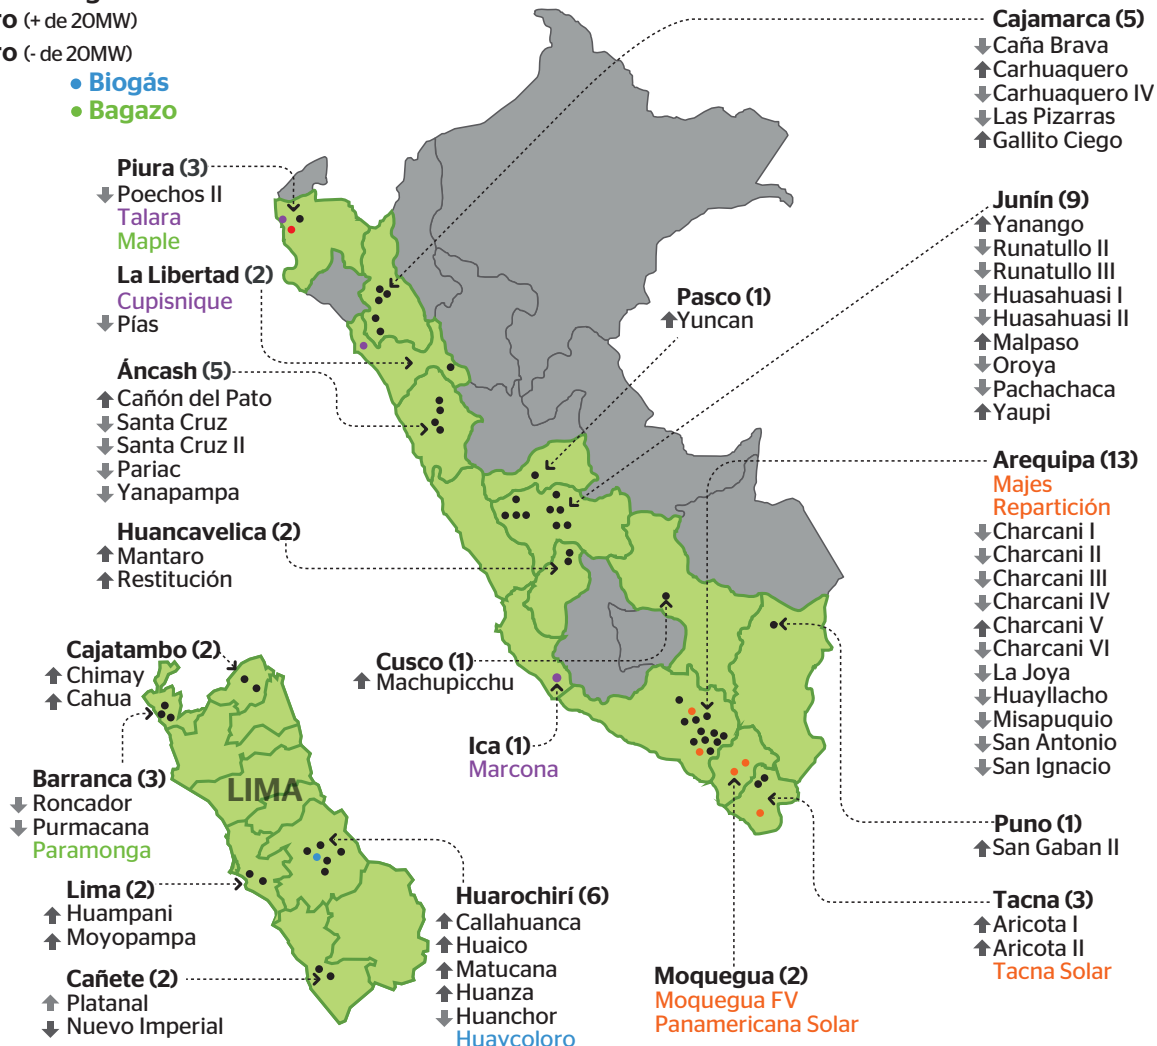 ro (+ de 20MW)
ro (- de 20MW)
• Biogás
• Bagazo
Piura (3)
Poechos II
Talara
Maple
La Libertad (2)
Cupisnique
Pías
Áncash (5)
Cañón del Pato
Santa Cruz
Santa Cruz II
Pariac
Yanapampa
Huancavelica (2)
Mantaro
Restitución
Cajatambo (2)
Chimay
Cahua
Barranca (3)
Roncador
Purmacana
Paramonga
LIMA
Lima (2)
Huampani
Moyopampa
Cañete (2)
Platanal
Nuevo Imperial
Huarochirí (6)
Callahuanca
Huaico
Matucana
Huanza
Huanchor
Huaycoloro
Cusco (1)
Machupicchu
Ica (1)
Marcona
Pasco (1)
Yuncan
Moquegua (2)
Moquegua FV
Panamericana Solar
Cajamarca (5)
Caña Brava
Carhuaquero
Carhuaquero IV
Las Pizarras
Gallito Ciego
Junín (9)
Yanango
Runatullo II
Runatullo III
Huasahuasi I
Huasahuasi II
Malpaso
Oroya
Pachachaca
Yaupi
Arequipa (13)
Majes
Repartición
Charcani I
Charcani II
Charcani III
Charcani IV
Charcani V
Charcani VI
La Joya
Huayllacho
Misapuquio
San Antonio
San Ignacio
Puno (1)
San Gaban II
Tacna (3)
Aricota I
Aricota II
Tacna Solar